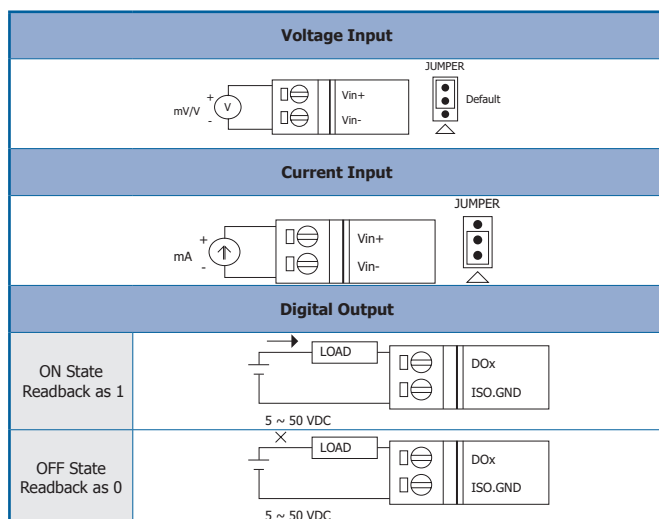 Voltage Input
JUMPER
mV/V
+
-
V
Vin+
Vin-
Default
Current Input
JUMPER
mA
+
-
Vin+
Vin-
Digital Output
ON State
Readback as 1
LOAD
DOx
ISO.GND
5 ~ 50 VDC
OFF State
Readback as 0
LOAD
DOx
ISO.GND
5 ~ 50 VDC